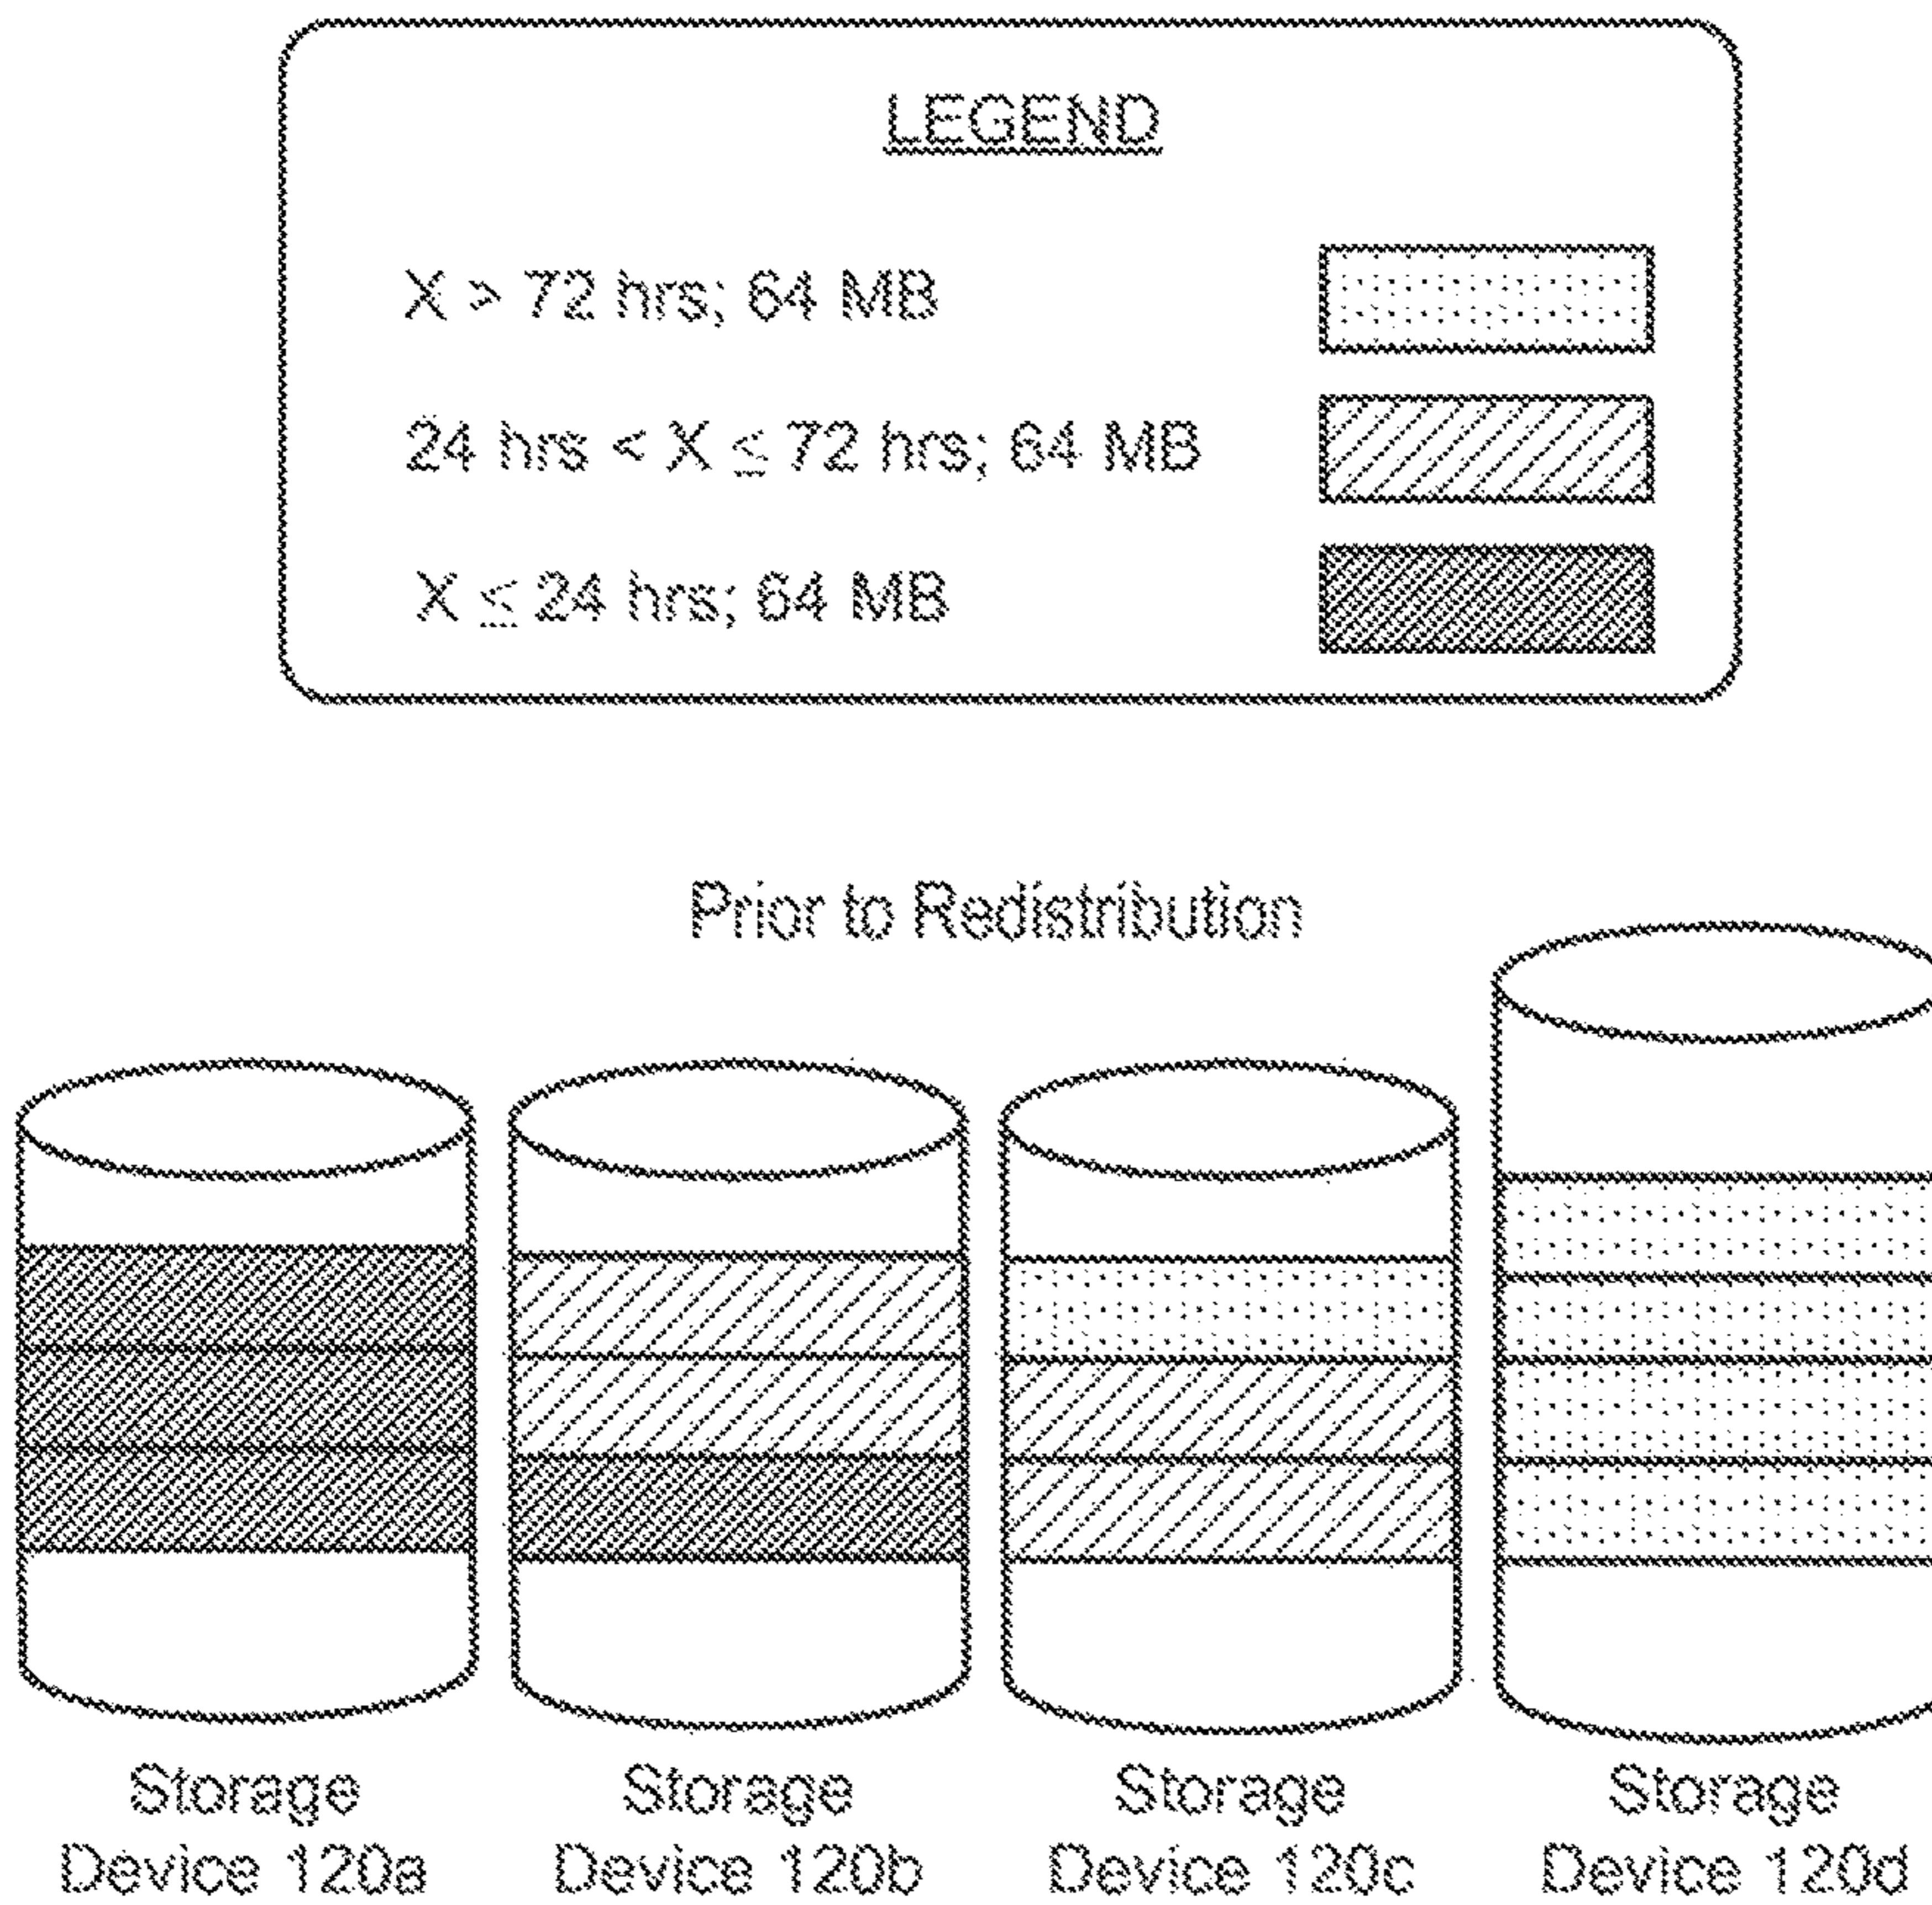 LEGEND
X > 72 hrs; 64 MB
24 hrs < X ≤ 72 hrs; 64 MB
X ≤ 24 hrs; 64 MB
Prior to Redistribution
Storage
Device 120a
Storage
Device 120b
Storage
Device 120c
Storage
Device 120d